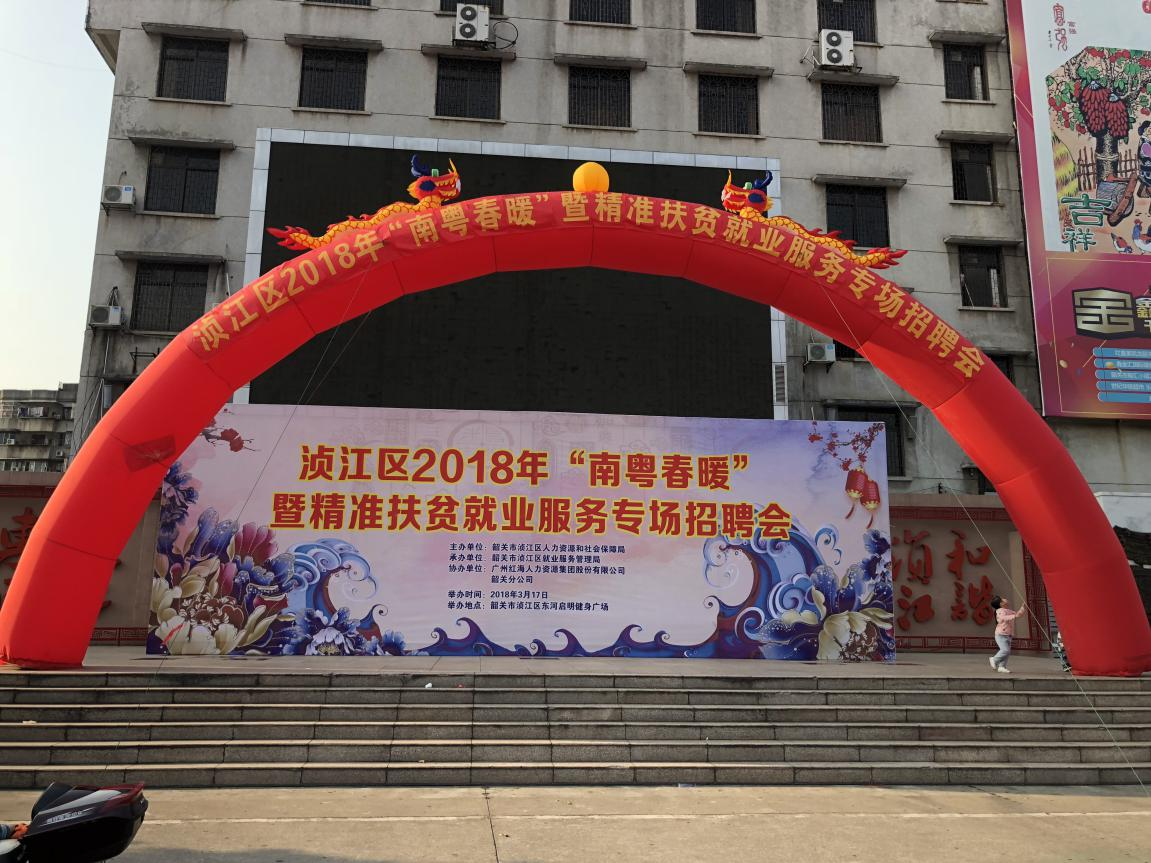 浈江区2018年“南粤春暖”暨精准扶贫就业服务专场招聘会
浈江区2018年“南粤春暖”
暨精准扶贫就业服务专场招聘会
主办单位：韶关市浈江区人力资源和社会保障局
承办单位：韶关市浈江区就业服务管理局
协办单位：广州红海人力资源集团股份有限公司
韶关分公司
举办时间：2018年3月17日
举办地点：韶关市浈江区东河启明健身广场
吉祥
和谐
浈江